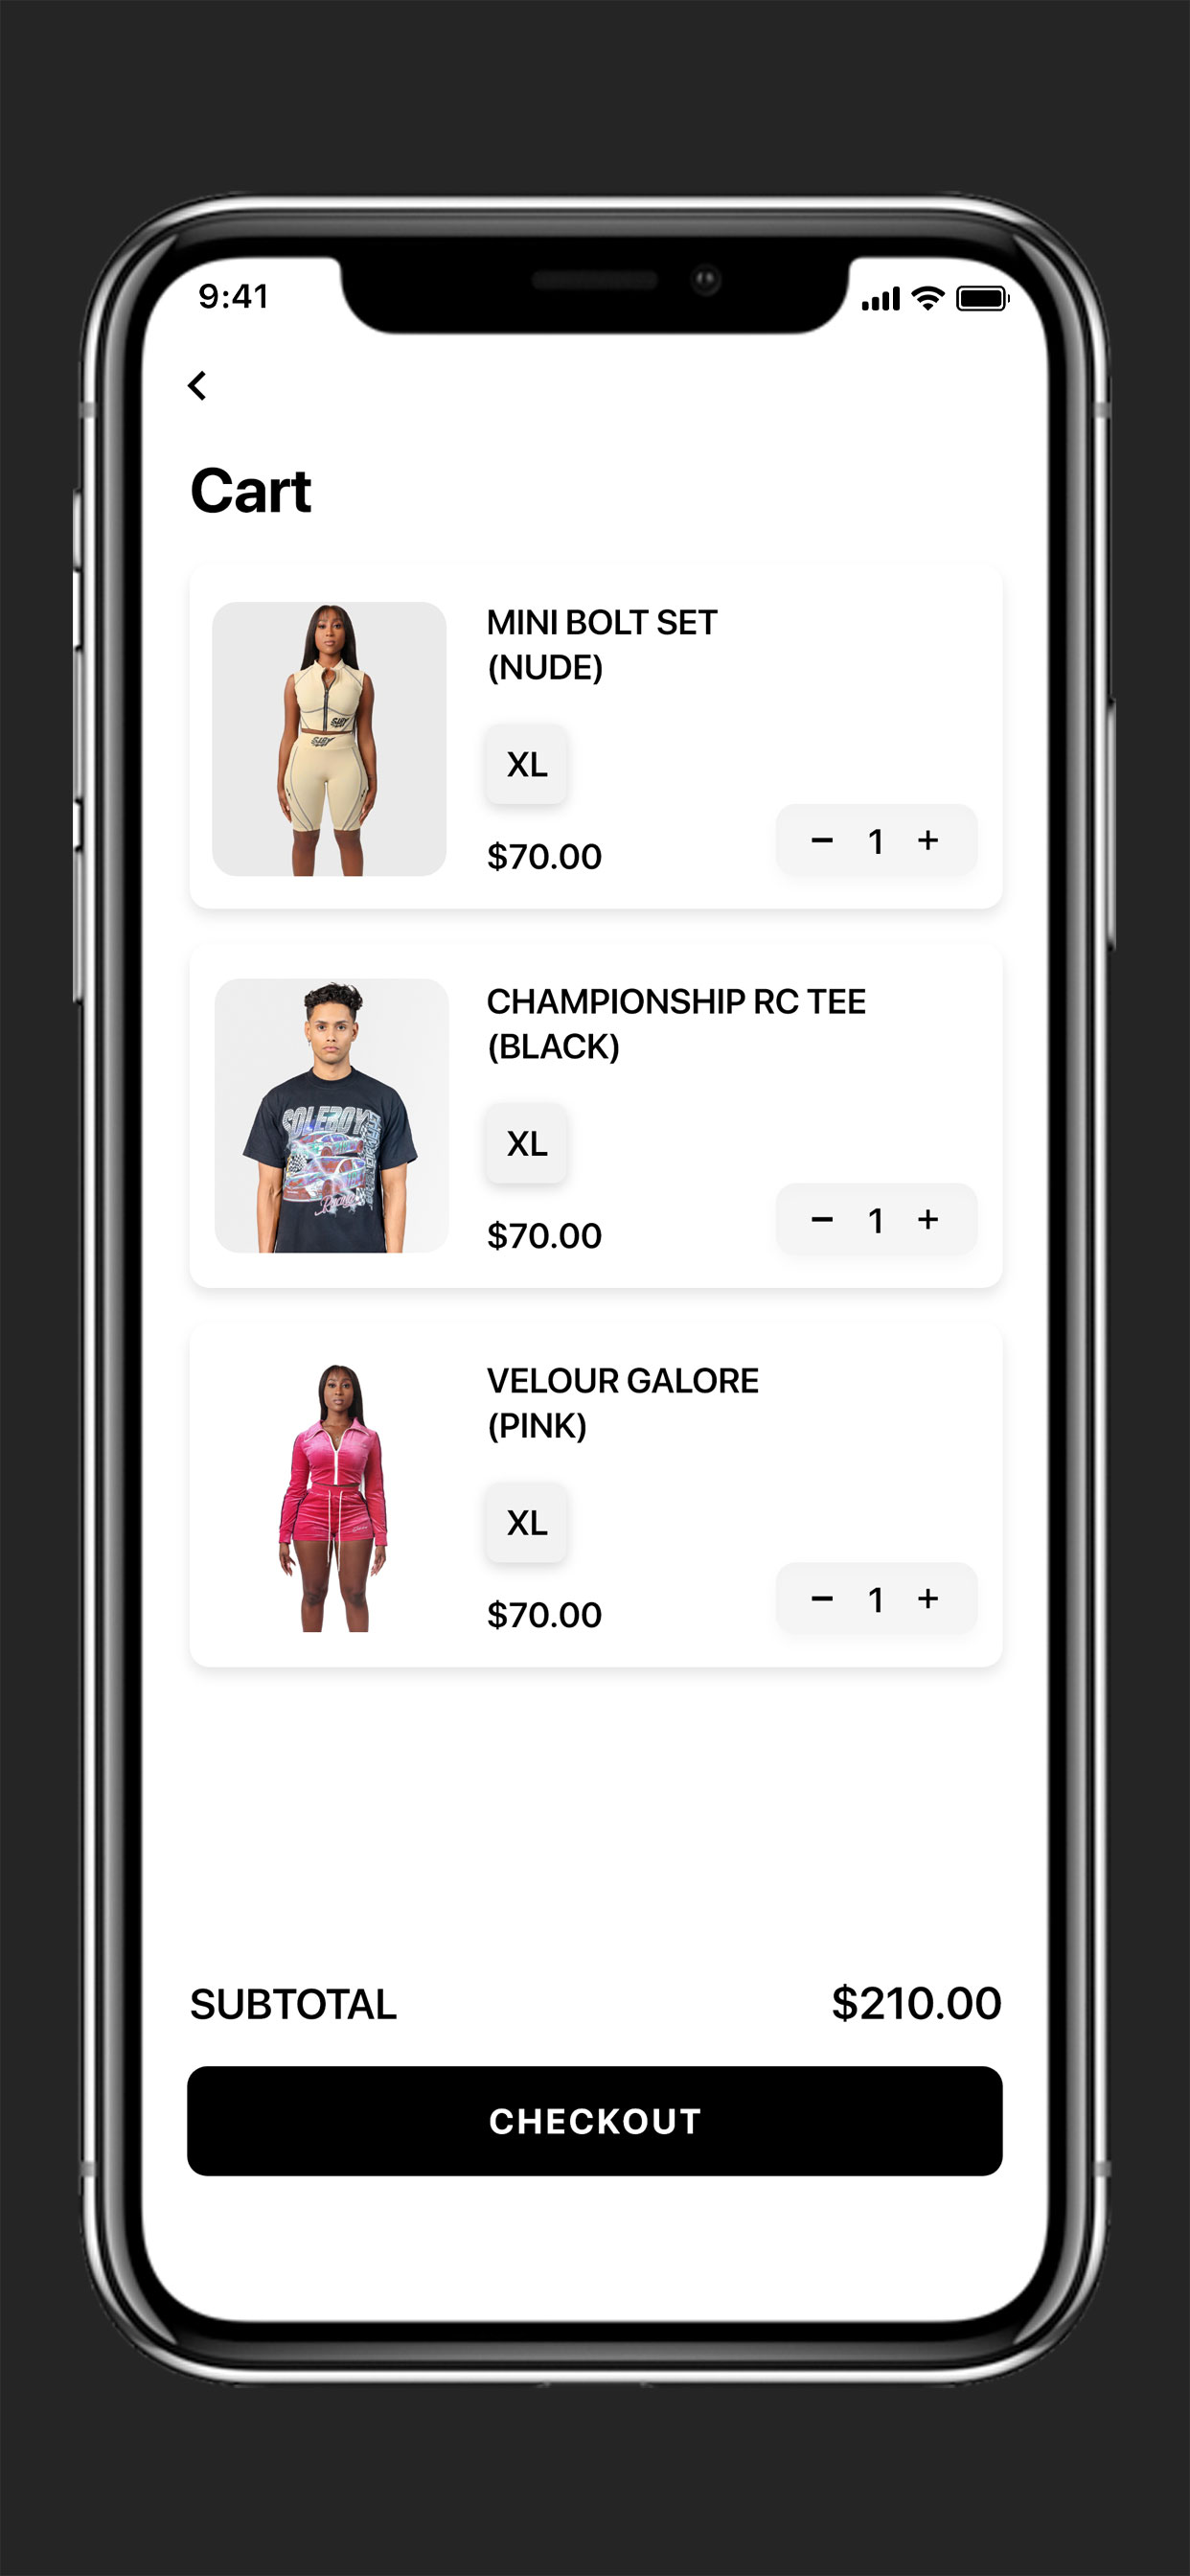 9:41
Cart
MINI BOLT SET
(NUDE)
XL
$70.00
− 1 +
CHAMPIONSHIP RC TEE
(BLACK)
SOLEBOY
Racing
XL
$70.00
− 1 +
VELOUR GALORE
(PINK)
XL
$70.00
− 1 +
SUBTOTAL $210.00
CHECKOUT